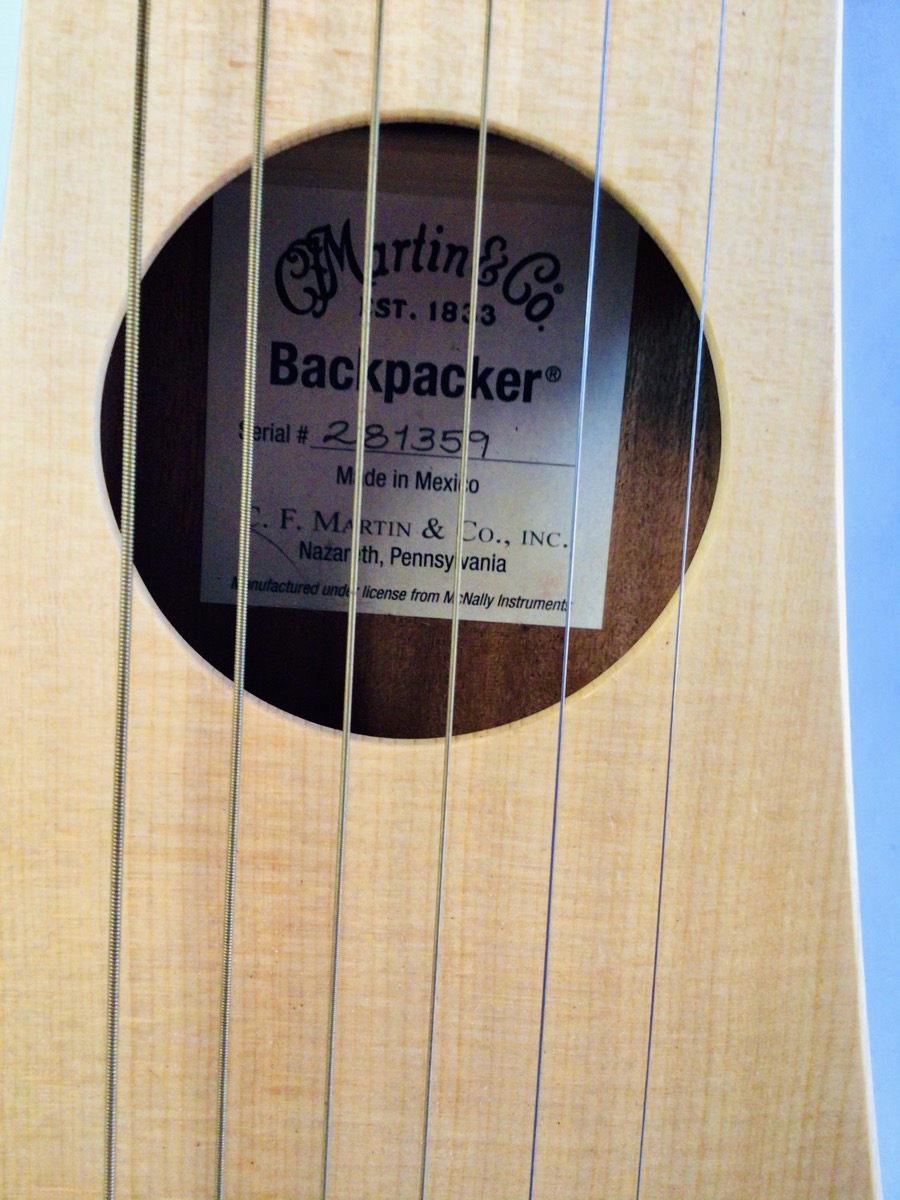 CFMartin & Co.®
EST. 1833
Backpacker®
Serial # 281359
Made in Mexico
C. F. MARTIN & CO., INC.
Nazareth, Pennsylvania
Manufactured under license from McNally Instruments